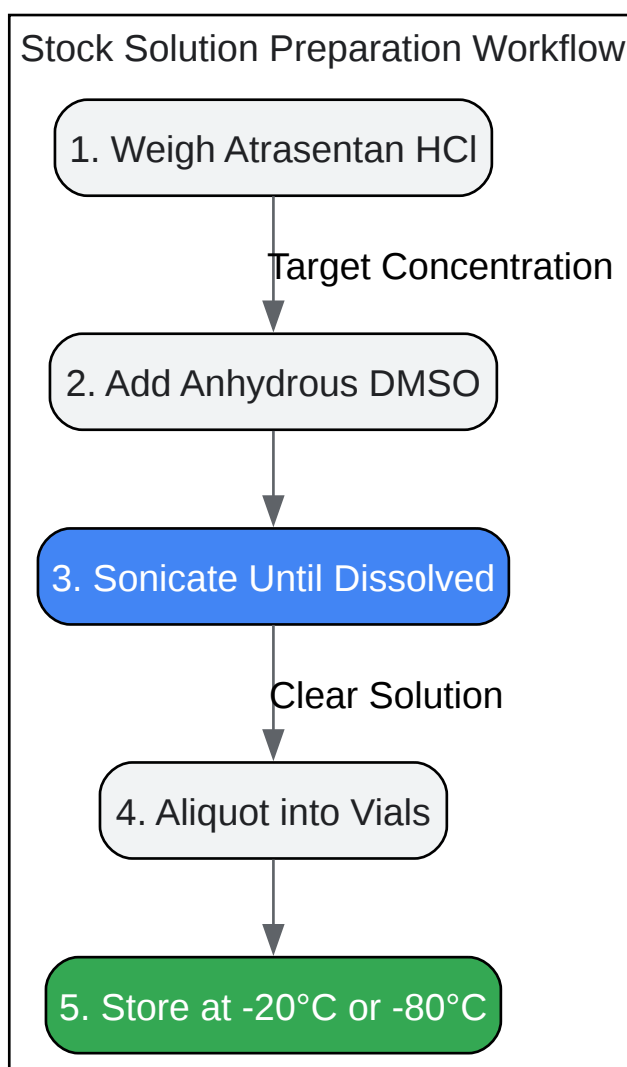 Stock Solution Preparation Workflow
1. Weigh Atrasentan HCl
Target Concentration
2. Add Anhydrous DMSO
3. Sonicate Until Dissolved
Clear Solution
4. Aliquot into Vials
5. Store at -20°C or -80°C